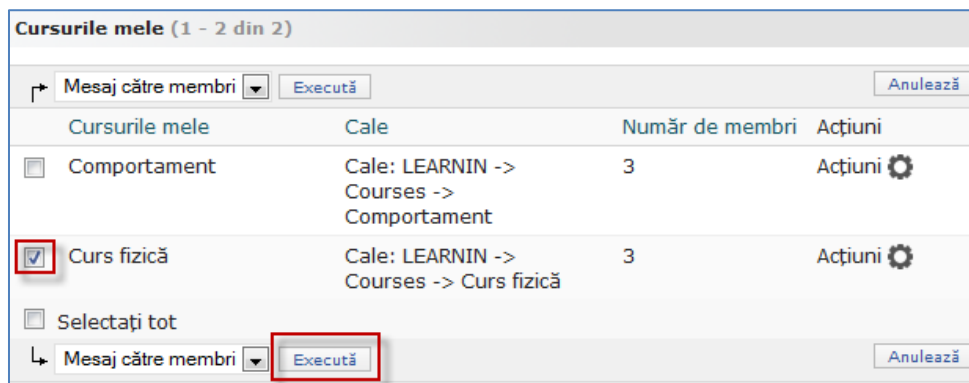 Cursurile mele (1 - 2 din 2)
Mesaj către membri Execută Anulează
Cursurile mele Cale Număr de membri Acțiuni
Comportament Cale: LEARNIN -> 3 Acțiuni
Courses ->
Comportament
Curs fizică Cale: LEARNIN -> 3 Acțiuni
Courses -> Curs fizică
Selectați tot
Mesaj către membri Execută Anulează